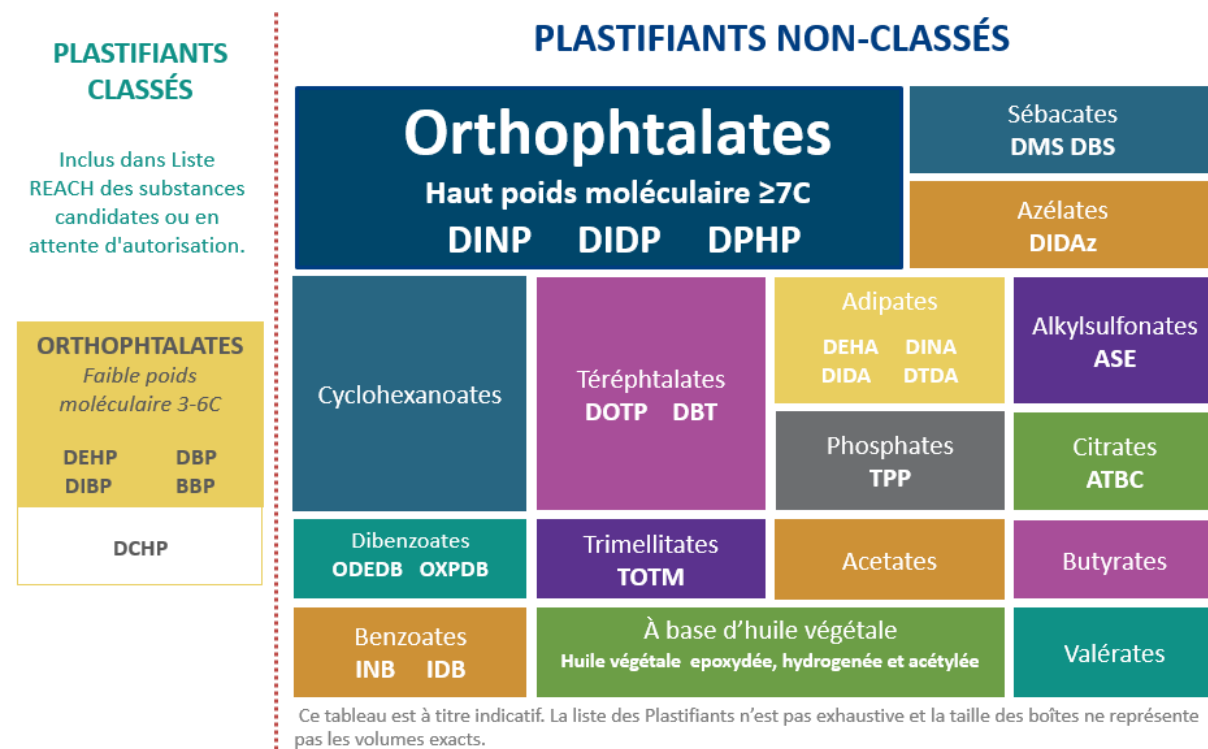 PLASTIFIANTS
CLASSÉS
Inclus dans Liste
REACH des substances
candidates ou en
attente d'autorisation.
ORTHOPHTALATES
Faible poids
moléculaire 3-6C
DEHP DBP
DIBP BBP
DCHP
PLASTIFIANTS NON-CLASSÉS
Orthophtalates
Haut poids moléculaire ≥7C
DINP DIDP DPHP
Sébacates
DMS DBS
Azélates
DIDAz
Cyclohexanoates
Téréphtalates
DOTP DBT
Adipates
DEHA DINA
DIDA DTDA
Alkylsulfonates
ASE
Phosphates
TPP
Citrates
ATBC
Dibenzoates
ODEDB OXPDB
Trimellitates
TOTM
Acetates
Butyrates
Benzoates
INB IDB
À base d’huile végétale
Huile végétale epoxydée, hydrogenée et acétylée
Valérates
Ce tableau est à titre indicatif. La liste des Plastifiants n’est pas exhaustive et la taille des boîtes ne représente
pas les volumes exacts.